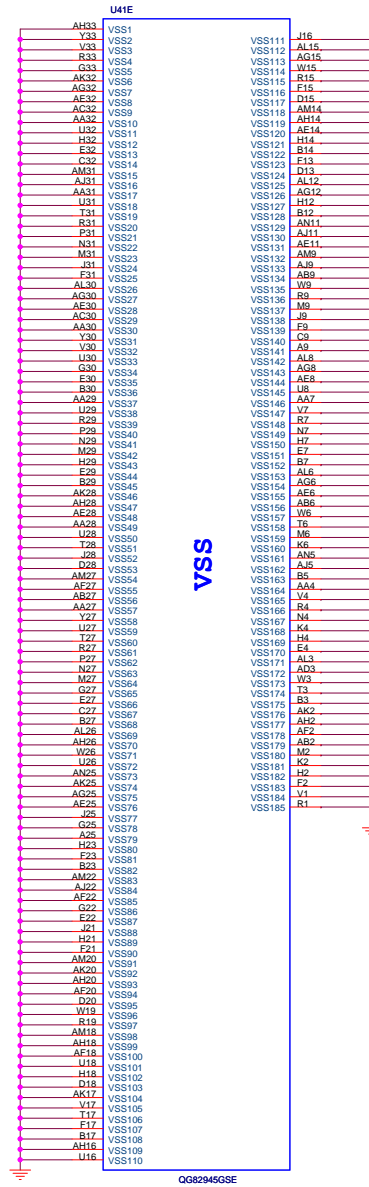 U41E
AH33 VSS1
Y33 VSS2
V33 VSS3
R33 VSS4
G33 VSS5
AK32 VSS6
AG32 VSS7
AE32 VSS8
AC32 VSS9
AA32 VSS10
U32 VSS11
H32 VSS12
E32 VSS13
C32 VSS14
AM31 VSS15
AJ31 VSS16
AA31 VSS17
U31 VSS18
T31 VSS19
R31 VSS20
P31 VSS21
N31 VSS22
M31 VSS23
J31 VSS24
F31 VSS25
AL30 VSS26
AG30 VSS27
AE30 VSS28
AC30 VSS29
AA30 VSS30
Y30 VSS31
V30 VSS32
U30 VSS33
G30 VSS34
E30 VSS35
B30 VSS36
AA29 VSS37
U29 VSS38
R29 VSS39
P29 VSS40
N29 VSS41
M29 VSS42
H29 VSS43
E29 VSS44
B29 VSS45
AK28 VSS46
AH28 VSS47
AE28 VSS48
AA28 VSS49
U28 VSS50
T28 VSS51
J28 VSS52
D28 VSS53
AM27 VSS54
AF27 VSS55
AB27 VSS56
AA27 VSS57
Y27 VSS58
U27 VSS59
T27 VSS60
R27 VSS61
P27 VSS62
N27 VSS63
M27 VSS64
G27 VSS65
E27 VSS66
C27 VSS67
B27 VSS68
AL26 VSS69
AH26 VSS70
W26 VSS71
U26 VSS72
AN25 VSS73
AK25 VSS74
AG25 VSS75
AE25 VSS76
J25 VSS77
G25 VSS78
A25 VSS79
H23 VSS80
F23 VSS81
B23 VSS82
AM22 VSS83
AJ22 VSS84
AF22 VSS85
G22 VSS86
E22 VSS87
J21 VSS88
H21 VSS89
F21 VSS90
AM20 VSS91
AK20 VSS92
AH20 VSS93
AF20 VSS94
D20 VSS95
W19 VSS96
R19 VSS97
AM18 VSS98
AH18 VSS99
AF18 VSS100
U18 VSS101
H18 VSS102
D18 VSS103
AK17 VSS104
V17 VSS105
T17 VSS106
F17 VSS107
B17 VSS108
AH16 VSS109
U16 VSS110
VSS
VSS111 J16
VSS112 AL15
VSS113 AG15
VSS114 W15
VSS115 R15
VSS116 F15
VSS117 D15
VSS118 AM14
VSS119 AH14
VSS120 AE14
VSS121 H14
VSS122 B14
VSS123 F13
VSS124 D13
VSS125 AL12
VSS126 AG12
VSS127 H12
VSS128 B12
VSS129 AN11
VSS130 AJ11
VSS131 AE11
VSS132 AM9
VSS133 AJ9
VSS134 AB9
VSS135 W9
VSS136 R9
VSS137 M9
VSS138 J9
VSS139 F9
VSS140 C9
VSS141 A9
VSS142 AL8
VSS143 AG8
VSS144 AE8
VSS145 U8
VSS146 AA7
VSS147 V7
VSS148 R7
VSS149 N7
VSS150 H7
VSS151 E7
VSS152 B7
VSS153 AL6
VSS154 AG6
VSS155 AE6
VSS156 AB6
VSS157 W6
VSS158 T6
VSS159 M6
VSS160 K6
VSS161 AN5
VSS162 AJ5
VSS163 B5
VSS164 AA4
VSS165 V4
VSS166 R4
VSS167 N4
VSS168 K4
VSS169 H4
VSS170 E4
VSS171 AL3
VSS172 AD3
VSS173 W3
VSS174 T3
VSS175 B3
VSS176 AK2
VSS177 AH2
VSS178 AF2
VSS179 AB2
VSS180 M2
VSS181 K2
VSS182 H2
VSS183 F2
VSS184 V1
VSS185 R1
QG82945GSE